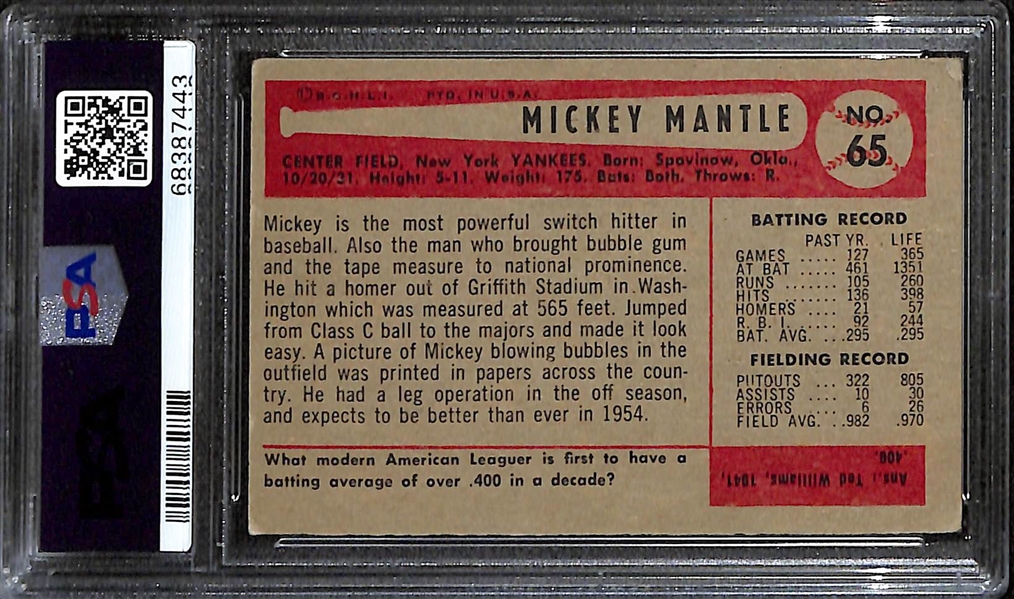 68387443
PSA
PSA
B.G.H.L.I. PTD. IN U.S.A.
MICKEY MANTLE
NO.
65
CENTER FIELD, New York YANKEES. Born: Spavinaw, Okla.,
10/20/31. Height: 5-11. Weight: 175. Bats: Both. Throws: R.
Mickey is the most powerful switch hitter in
baseball. Also the man who brought bubble gum
and the tape measure to national prominence.
He hit a homer out of Griffith Stadium in Wash-
ington which was measured at 565 feet. Jumped
from Class C ball to the majors and made it look
easy. A picture of Mickey blowing bubbles in the
outfield was printed in papers across the coun-
try. He had a leg operation in the off season,
and expects to be better than ever in 1954.
What modern American Leaguer is first to have a
batting average of over .400 in a decade?
BATTING RECORD
PAST YR. LIFE
GAMES ..... 127 365
AT BAT ..... 461 1351
RUNS ....... 105 260
HITS ........ 136 398
HOMERS .... 21 57
R. B. I. ..... 92 244
BAT. AVG. ... .295 .295
FIELDING RECORD
PUTOUTS ... 322 805
ASSISTS .... 10 30
ERRORS .... 6 26
FIELD AVG. .. .982 .970
Ans.: Ted Williams, 1941,
.400.